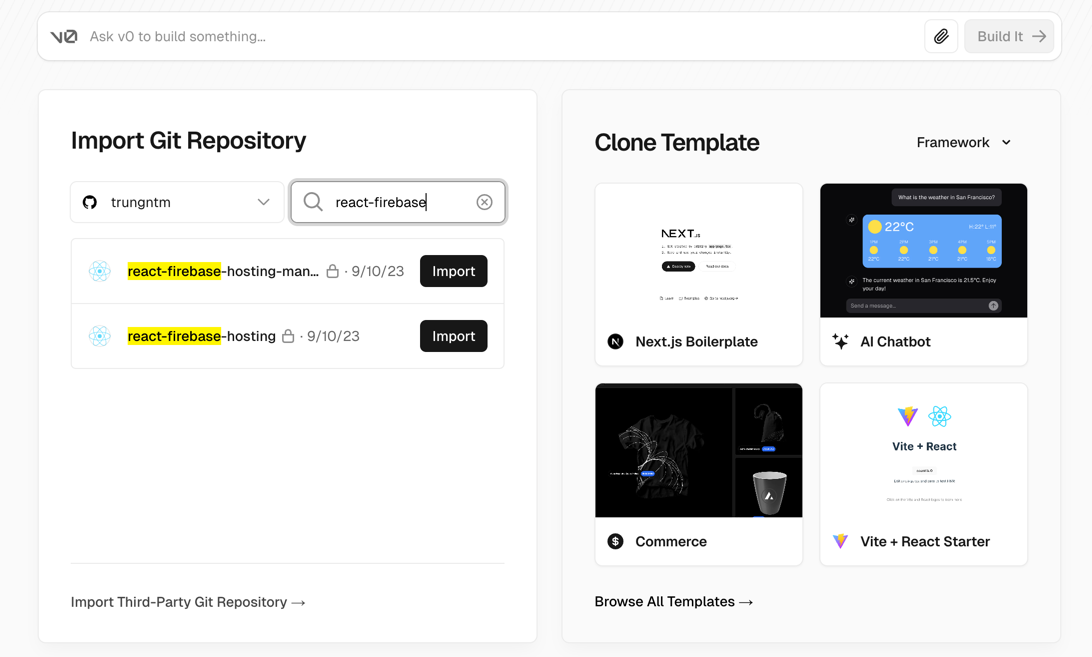 v0 Ask v0 to build something... Build It →
Import Git Repository
trungntm
react-firebase
react-firebase-hosting-man... · 9/10/23 Import
react-firebase-hosting · 9/10/23 Import
Import Third-Party Git Repository →
Clone Template Framework
NEXT.JS
Next.js Boilerplate
What is the weather in San Francisco?
22°C
The current weather in San Francisco is 21.5°C. Enjoy
your day!
Send a message...
AI Chatbot
Commerce
Vite + React
Vite + React Starter
Browse All Templates →